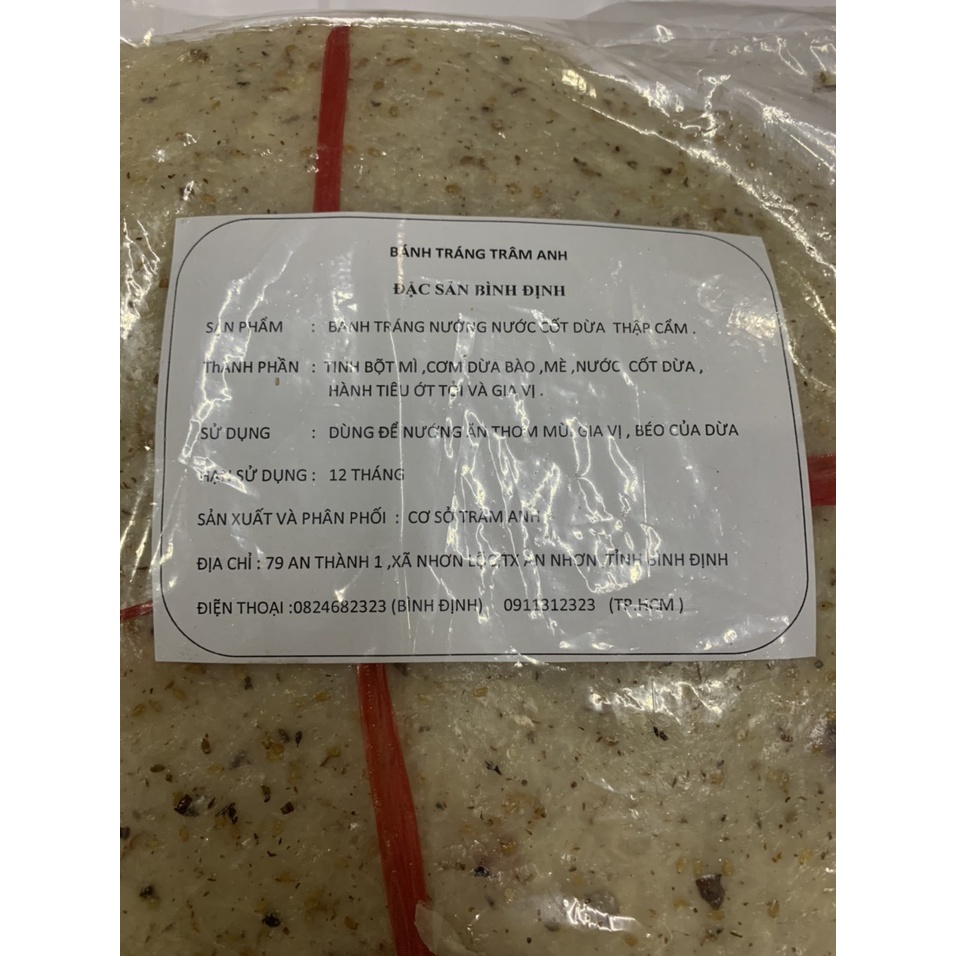 BÁNH TRÁNG TRÂM ANH
ĐẶC SẢN BÌNH ĐỊNH
SẢN PHẨM : BÁNH TRÁNG NƯỚNG NƯỚC CỐT DỪA THẬP CẨM .
THÀNH PHẦN : TINH BỘT MÌ ,CƠM DỪA BÀO ,MÈ ,NƯỚC CỐT DỪA ,
HÀNH TIÊU ỚT TỎI VÀ GIA VỊ .
SỬ DỤNG : DÙNG ĐỂ NƯỚNG ĂN THƠM MÙI GIA VỊ , BÉO CỦA DỪA
HẠN SỬ DỤNG : 12 THÁNG
SẢN XUẤT VÀ PHÂN PHỐI : CƠ SỞ TRÂM ANH
ĐỊA CHỈ : 79 AN THÀNH 1 ,XÃ NHƠN LỘC,TX AN NHƠN ,TỈNH BÌNH ĐỊNH
ĐIỆN THOẠI :0824682323 (BÌNH ĐỊNH) 0911312323 (TP.HCM )